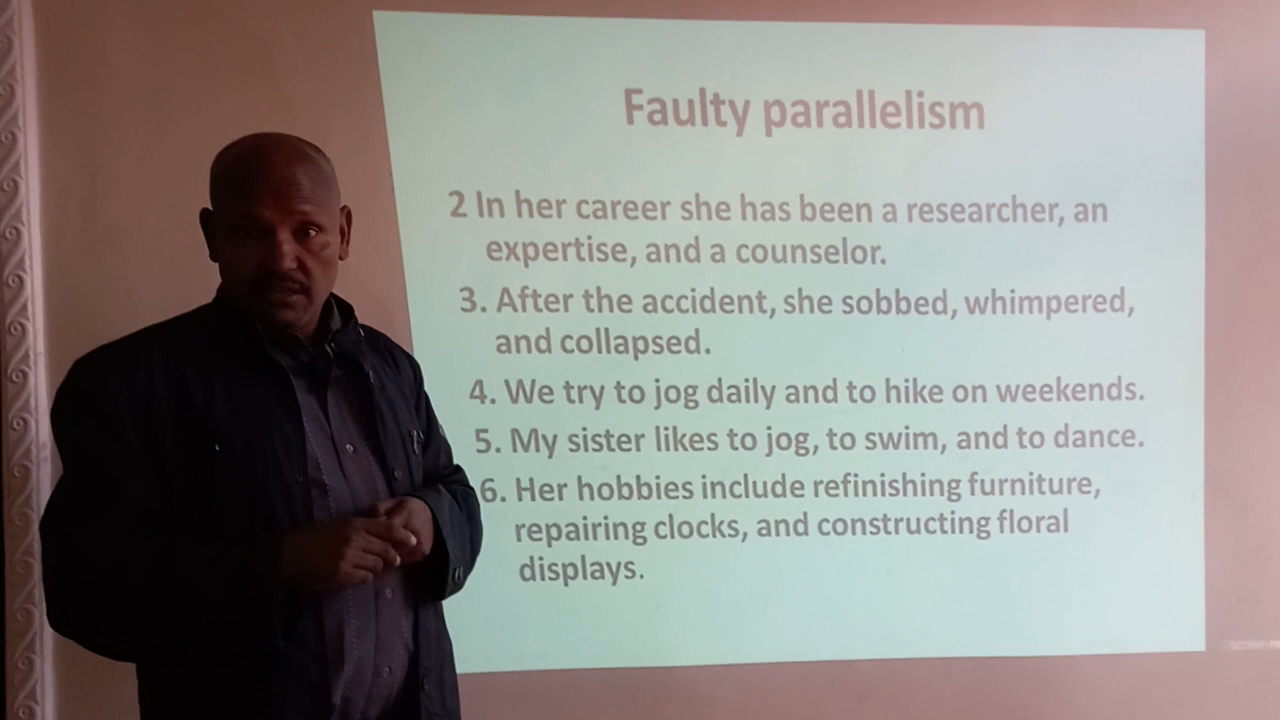 Faulty parallelism
2 In her career she has been a researcher, an
expertise, and a counselor.
3. After the accident, she sobbed, whimpered,
and collapsed.
4. We try to jog daily and to hike on weekends.
5. My sister likes to jog, to swim, and to dance.
6. Her hobbies include refinishing furniture,
repairing clocks, and constructing floral
displays.